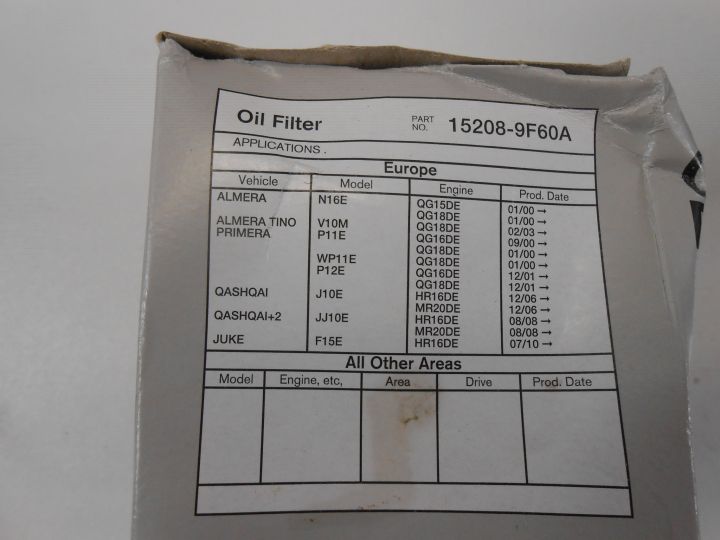 Oil Filter PART NO. 15208-9F60A
APPLICATIONS .
Europe
Vehicle Model Engine Prod. Date
ALMERA N16E QG15DE 01/00 →
QG18DE 01/00 →
ALMERA TINO V10M QG18DE 02/03 →
PRIMERA P11E QG16DE 09/00 →
QG18DE 01/00 →
WP11E QG18DE 01/00 →
P12E QG16DE 12/01 →
QG18DE 12/01 →
QASHQAI J10E HR16DE 12/06 →
MR20DE 12/06 →
QASHQAI+2 JJ10E HR16DE 08/08 →
MR20DE 08/08 →
JUKE F15E HR16DE 07/10 →
All Other Areas
Model Engine, etc, Area Drive Prod. Date